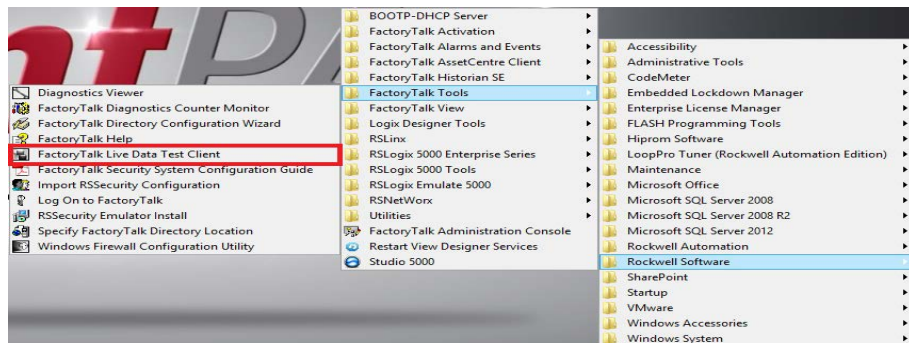 ntPA
Diagnostics Viewer
FactoryTalk Diagnostics Counter Monitor
FactoryTalk Directory Configuration Wizard
FactoryTalk Help
FactoryTalk Live Data Test Client
FactoryTalk Security System Configuration Guide
Import RSSecurity Configuration
Log On to FactoryTalk
RSSecurity Emulator Install
Specify FactoryTalk Directory Location
Windows Firewall Configuration Utility
BOOTP-DHCP Server
FactoryTalk Activation
FactoryTalk Alarms and Events
FactoryTalk AssetCentre Client
FactoryTalk Historian SE
FactoryTalk Tools
FactoryTalk View
Logix Designer Tools
RSLinx
RSLogix 5000 Enterprise Series
RSLogix 5000 Tools
RSLogix Emulate 5000
RSNetWorx
Utilities
FactoryTalk Administration Console
Restart View Designer Services
Studio 5000
Accessibility
Administrative Tools
CodeMeter
Embedded Lockdown Manager
Enterprise License Manager
FLASH Programming Tools
Hiprom Software
LoopPro Tuner (Rockwell Automation Edition)
Maintenance
Microsoft Office
Microsoft SQL Server 2008
Microsoft SQL Server 2008 R2
Microsoft SQL Server 2012
Rockwell Automation
Rockwell Software
SharePoint
Startup
VMware
Windows Accessories
Windows System